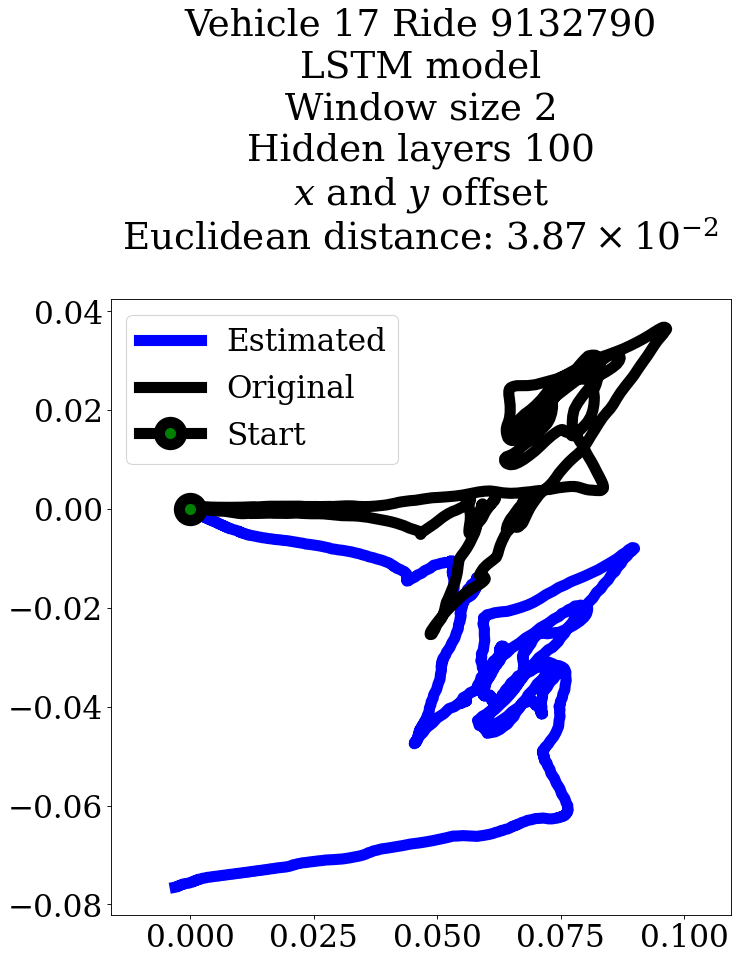 Vehicle 17 Ride 9132790
LSTM model
Window size 2
Hidden layers 100
x and y offset
Euclidean distance: 3.87 × 10⁻²
0.04
0.02
0.00
−0.02
−0.04
−0.06
−0.08
Estimated
Original
Start
0.000 0.025 0.050 0.075 0.100